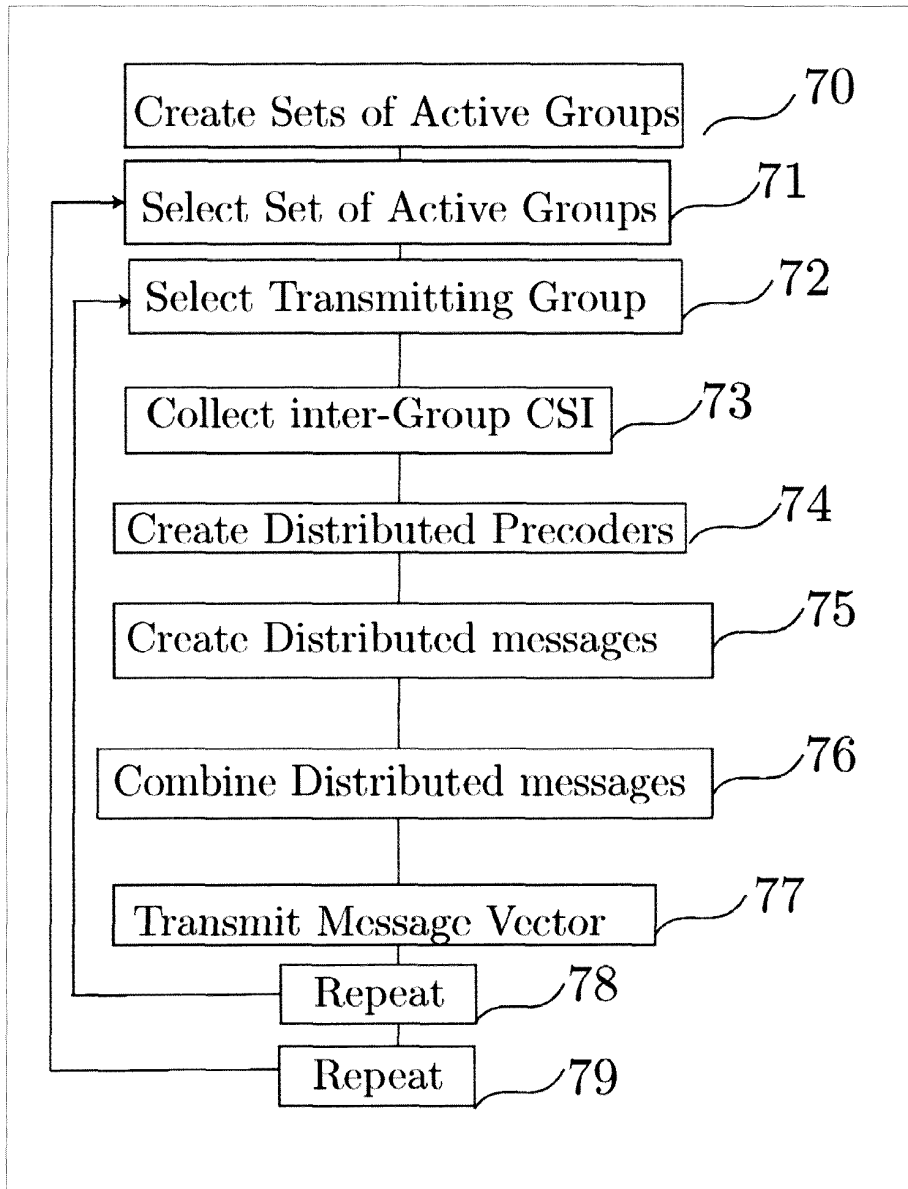 Create Sets of Active Groups 70
Select Set of Active Groups 71
Select Transmitting Group 72
Collect inter-Group CSI 73
Create Distributed Precoders 74
Create Distributed messages 75
Combine Distributed messages 76
Transmit Message Vector 77
Repeat 78
Repeat 79